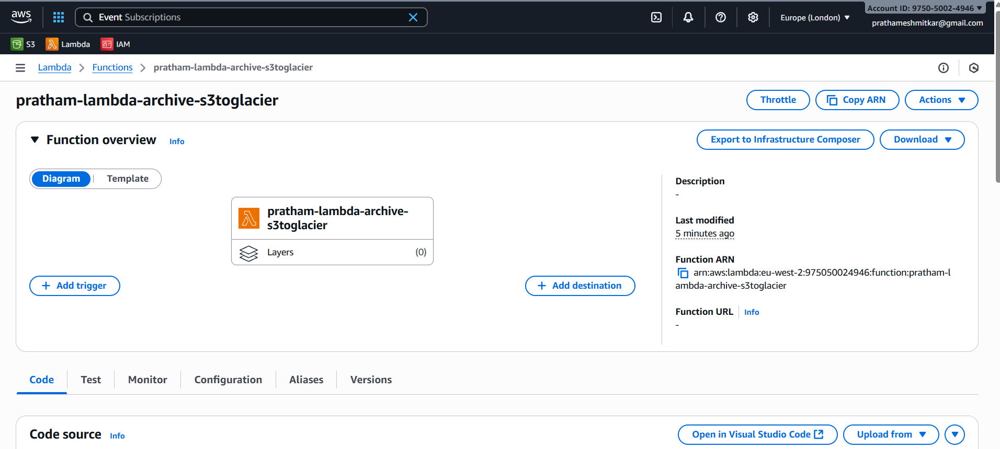 aws
Event Subscriptions
Europe (London)
Account ID: 9750-5002-4946
prathameshmitkar@gmail.com
S3
Lambda
IAM
Lambda
Functions
pratham-lambda-archive-s3toglacier
pratham-lambda-archive-s3toglacier
Throttle
Copy ARN
Actions
Function overview
Info
Export to Infrastructure Composer
Download
Diagram
Template
pratham-lambda-archive-
s3toglacier
Layers
(0)
Add trigger
Add destination
Description
-
Last modified
5 minutes ago
Function ARN
arn:aws:lambda:eu-west-2:975050024946:function:pratham-l
ambda-archive-s3toglacier
Function URL
Info
-
Code
Test
Monitor
Configuration
Aliases
Versions
Code source
Info
Open in Visual Studio Code
Upload from